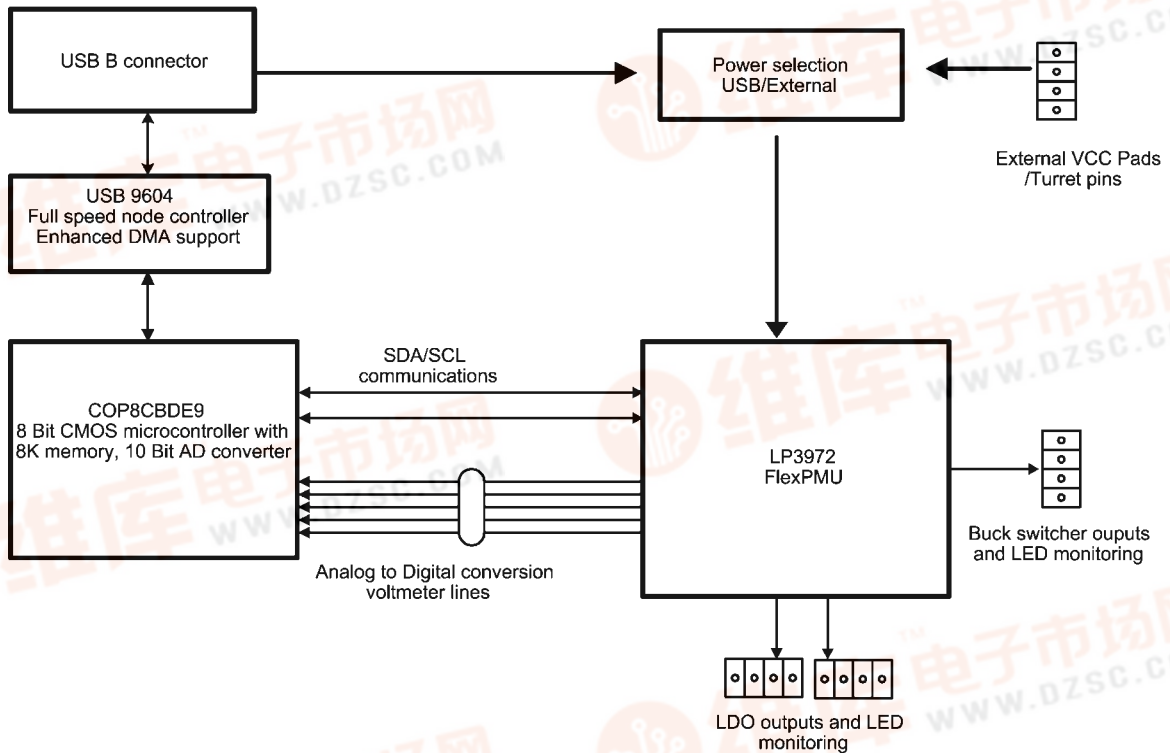 USB B connector
Power selection
USB/External
External VCC Pads
/Turret pins
USB 9604
Full speed node controller
Enhanced DMA support
SDA/SCL
communications
COP8CBDE9
8 Bit CMOS microcontroller with
8K memory, 10 Bit AD converter
LP3972
FlexPMU
Buck switcher ouputs
and LED monitoring
Analog to Digital conversion
voltmeter lines
LDO outputs and LED
monitoring
维库电子市场网™
WWW.DZSC.COM